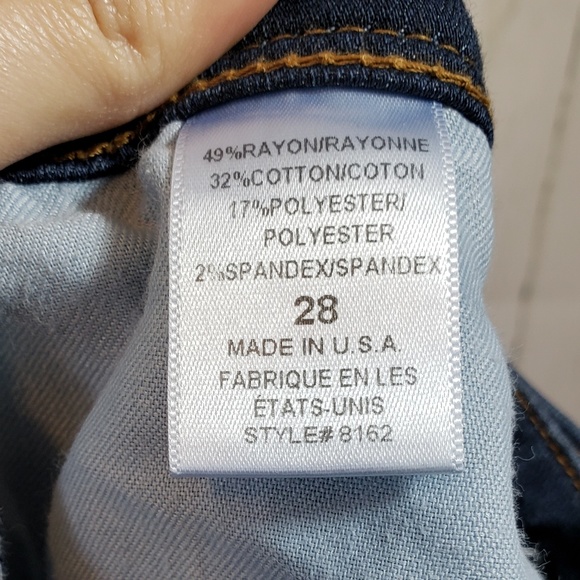 49%RAYON/RAYONNE
32%COTTON/COTON
17%POLYESTER/
POLYESTER
2%SPANDEX/SPANDEX
28
MADE IN U.S.A.
FABRIQUE EN LES
ÉTATS-UNIS
STYLE# 8162